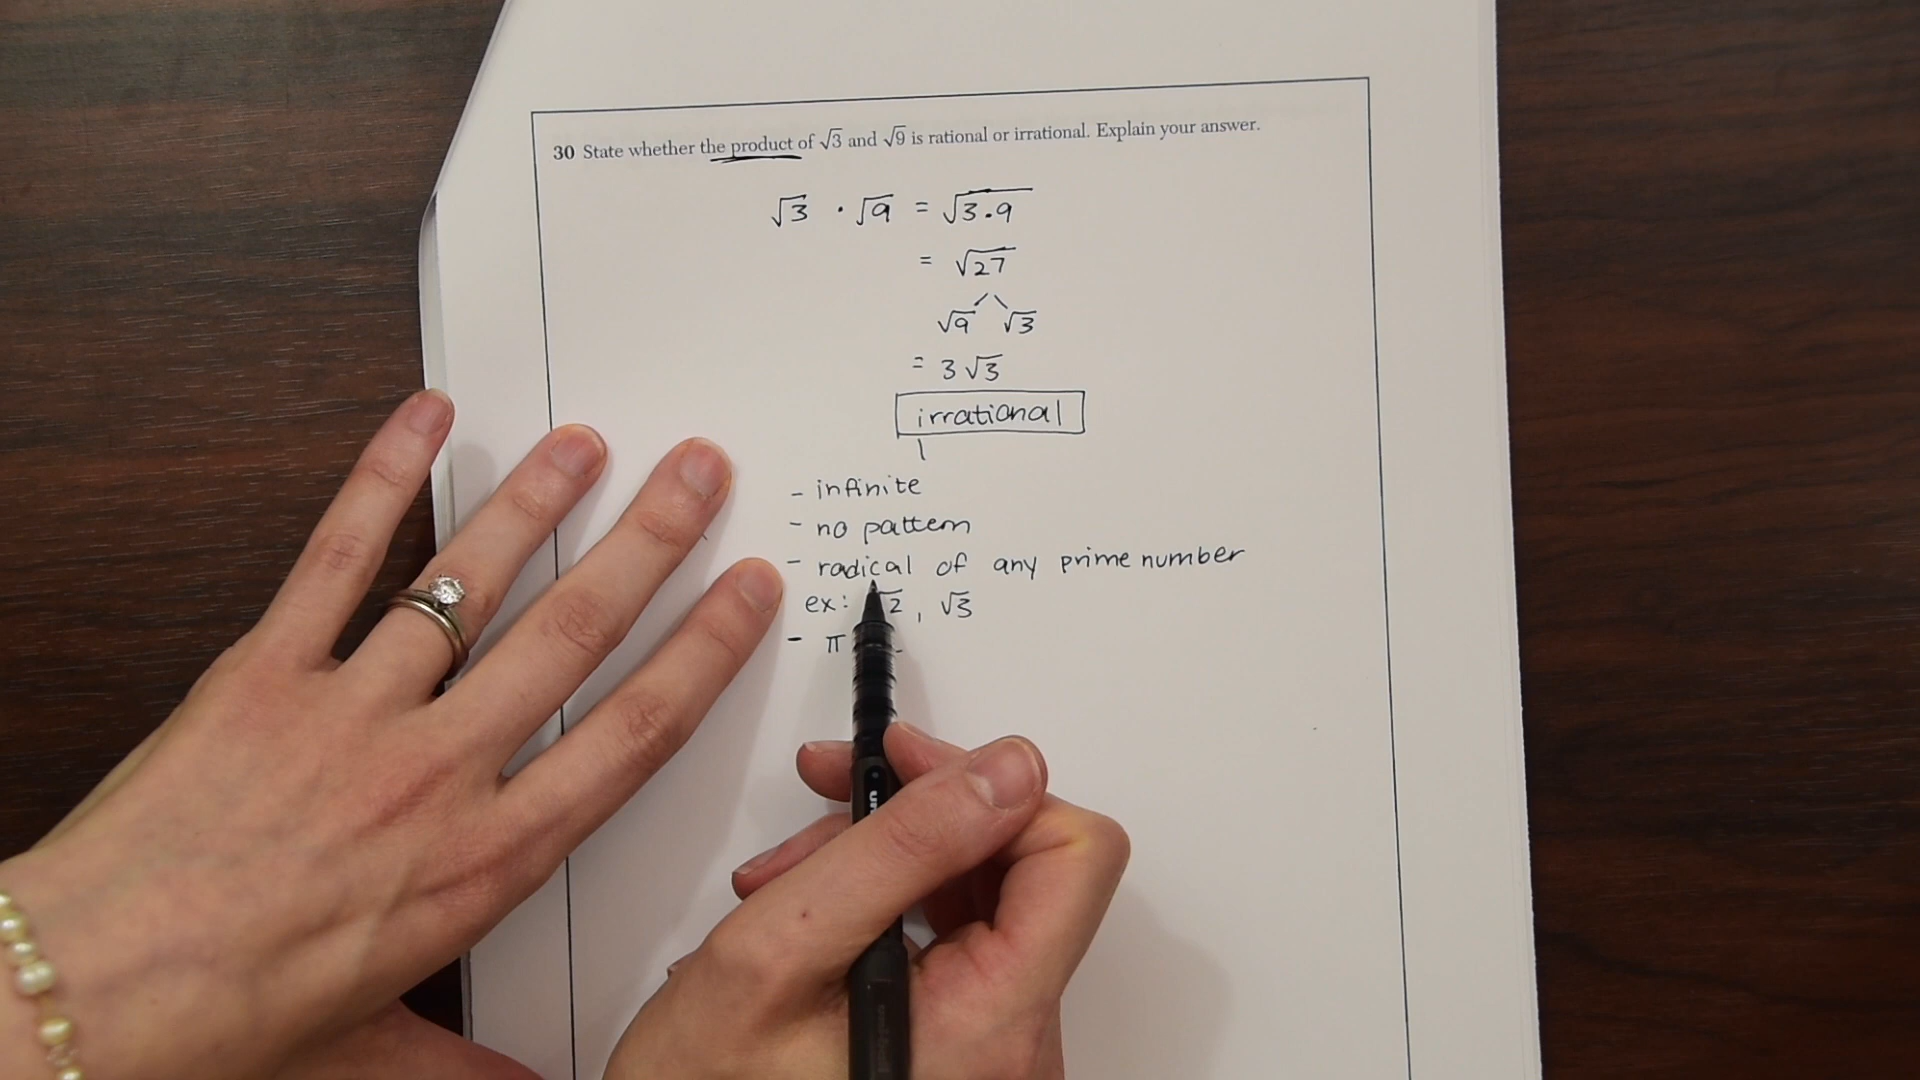 30 State whether the product of √3 and √9 is rational or irrational. Explain your answer.
√3 · √9 = √3.9
= √27
√9 √3
= 3√3
irrational
- infinite
- no pattern
- radical of any prime number
ex: √2, √3
- π